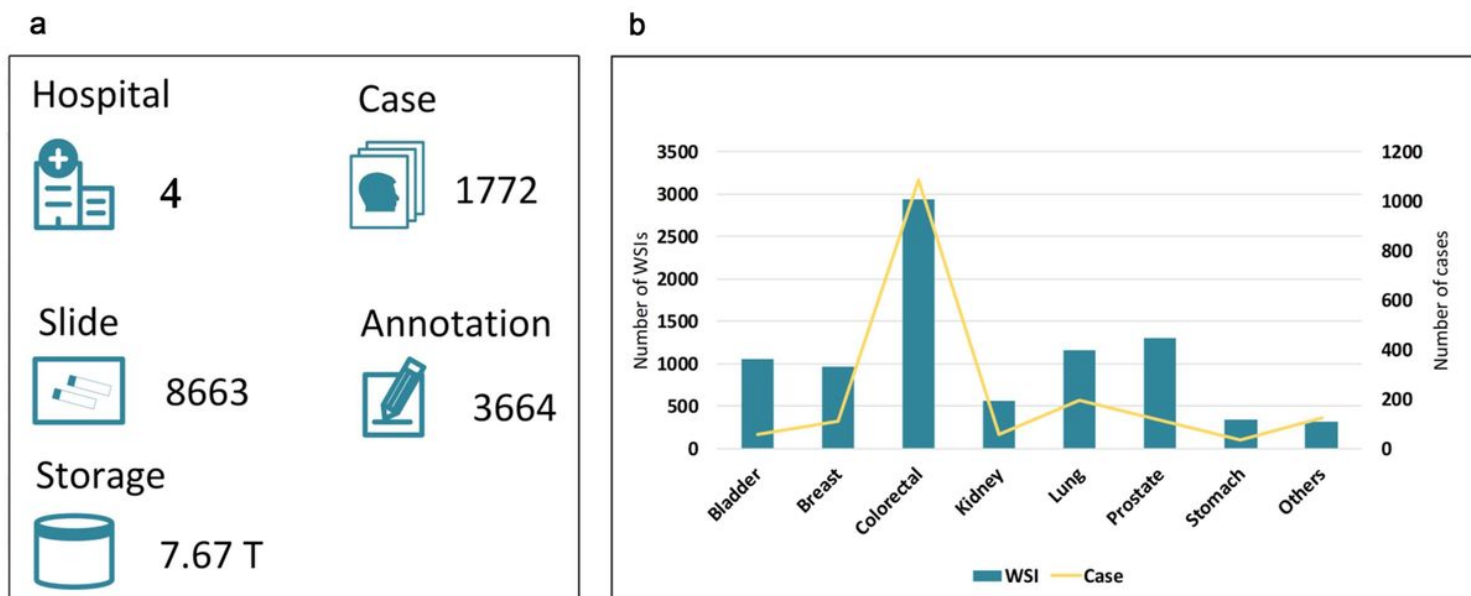 a
Hospital
4
Case
1772
Slide
8663
Annotation
3664
Storage
7.67 T
b
3500
3000
2500
2000
1500
1000
500
0
Number of WSIs
1200
1000
800
600
400
200
0
Number of cases
Bladder
Breast
Colorectal
Kidney
Lung
Prostate
Stomach
Others
WSI
Case